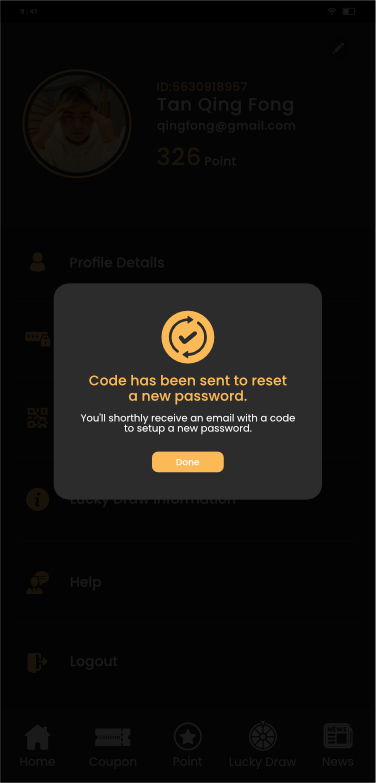 9:41
ID:5630918957
Tan Qing Fong
qingfong@gmail.com
326 Point
Profile Details
Code has been sent to reset
a new password.
You'll shorthly receive an email with a code
to setup a new password.
Done
Lucky Draw Information
Help
Logout
NEWS
Home
Coupon
Point
Lucky Draw
News